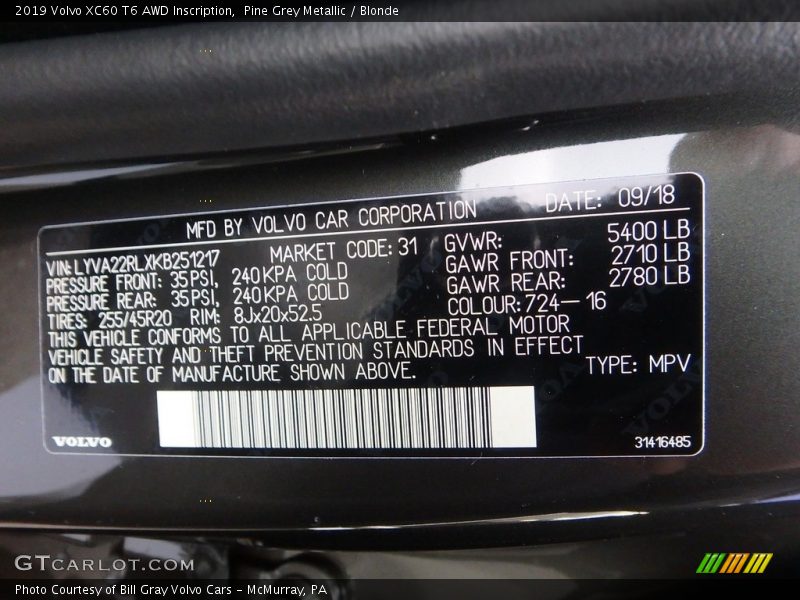 2019 Volvo XC60 T6 AWD Inscription, Pine Grey Metallic / Blonde
MFD BY VOLVO CAR CORPORATION DATE: 09/18
VIN: LYVA22RLXKB251217 MARKET CODE: 31 GVWR: 5400 LB
PRESSURE FRONT: 35 PSI, 240 KPA COLD GAWR FRONT: 2710 LB
PRESSURE REAR: 35 PSI, 240 KPA COLD GAWR REAR: 2780 LB
TIRES: 255/45R20 RIM: 8Jx20x52.5 COLOUR: 724-16
THIS VEHICLE CONFORMS TO ALL APPLICABLE FEDERAL MOTOR
VEHICLE SAFETY AND THEFT PREVENTION STANDARDS IN EFFECT
ON THE DATE OF MANUFACTURE SHOWN ABOVE. TYPE: MPV
VOLVO 31416485
GTCARLOT.COM
Photo Courtesy of Bill Gray Volvo Cars - McMurray, PA